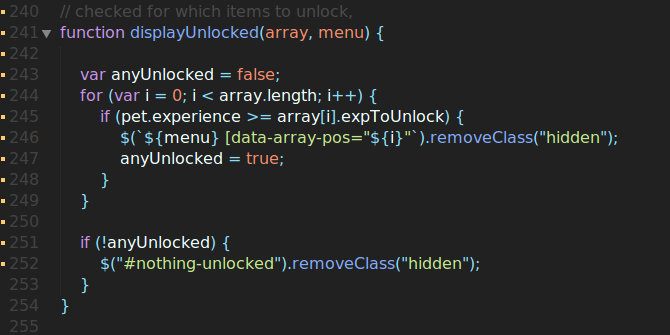 240 // checked for which items to unlock,
241 function displayUnlocked(array, menu) {
242
243 var anyUnlocked = false;
244 for (var i = 0; i < array.length; i++) {
245 if (pet.experience >= array[i].expToUnlock) {
246 $(`${menu} [data-array-pos="${i}"`).removeClass("hidden");
247 anyUnlocked = true;
248 }
249 }
250
251 if (!anyUnlocked) {
252 $("#nothing-unlocked").removeClass("hidden");
253 }
254 }
255